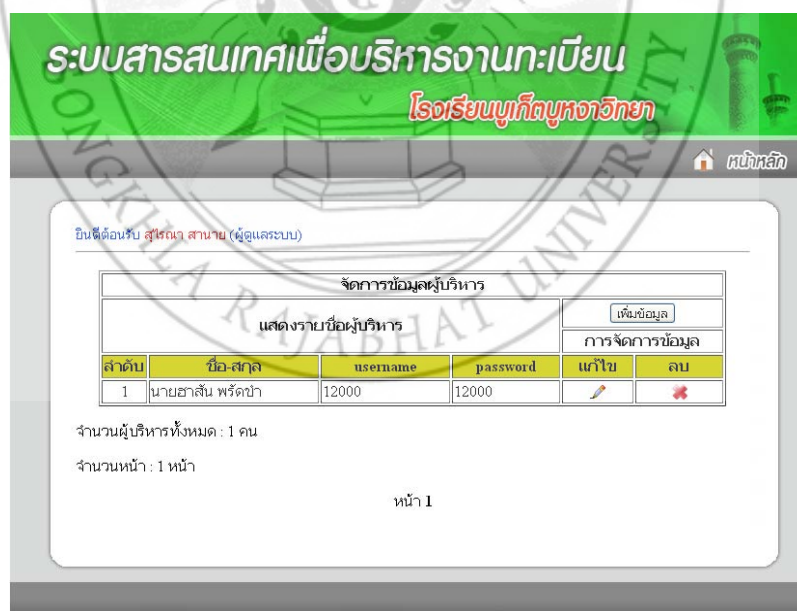 ระบบสารสนเทศเพื่อบริหารงานทะเบียน
โรงเรียนบูเก็ตบุหงาวิทยา
หน้าหลัก
ยินดีต้อนรับ สุไรณา สานาย (ผู้ดูแลระบบ)
จัดการข้อมูลผู้บริหาร
แสดงรายชื่อผู้บริหาร
เพิ่มข้อมูล
การจัดการข้อมูล
ลำดับ ชื่อ-สกุล username password แก้ไข ลบ
1 นายฮาสัน พรัดขำ 12000 12000
จำนวนผู้บริหารทั้งหมด : 1 คน
จำนวนหน้า : 1 หน้า
หน้า 1
SONGKHLA RAJABHAT UNIVERSITY